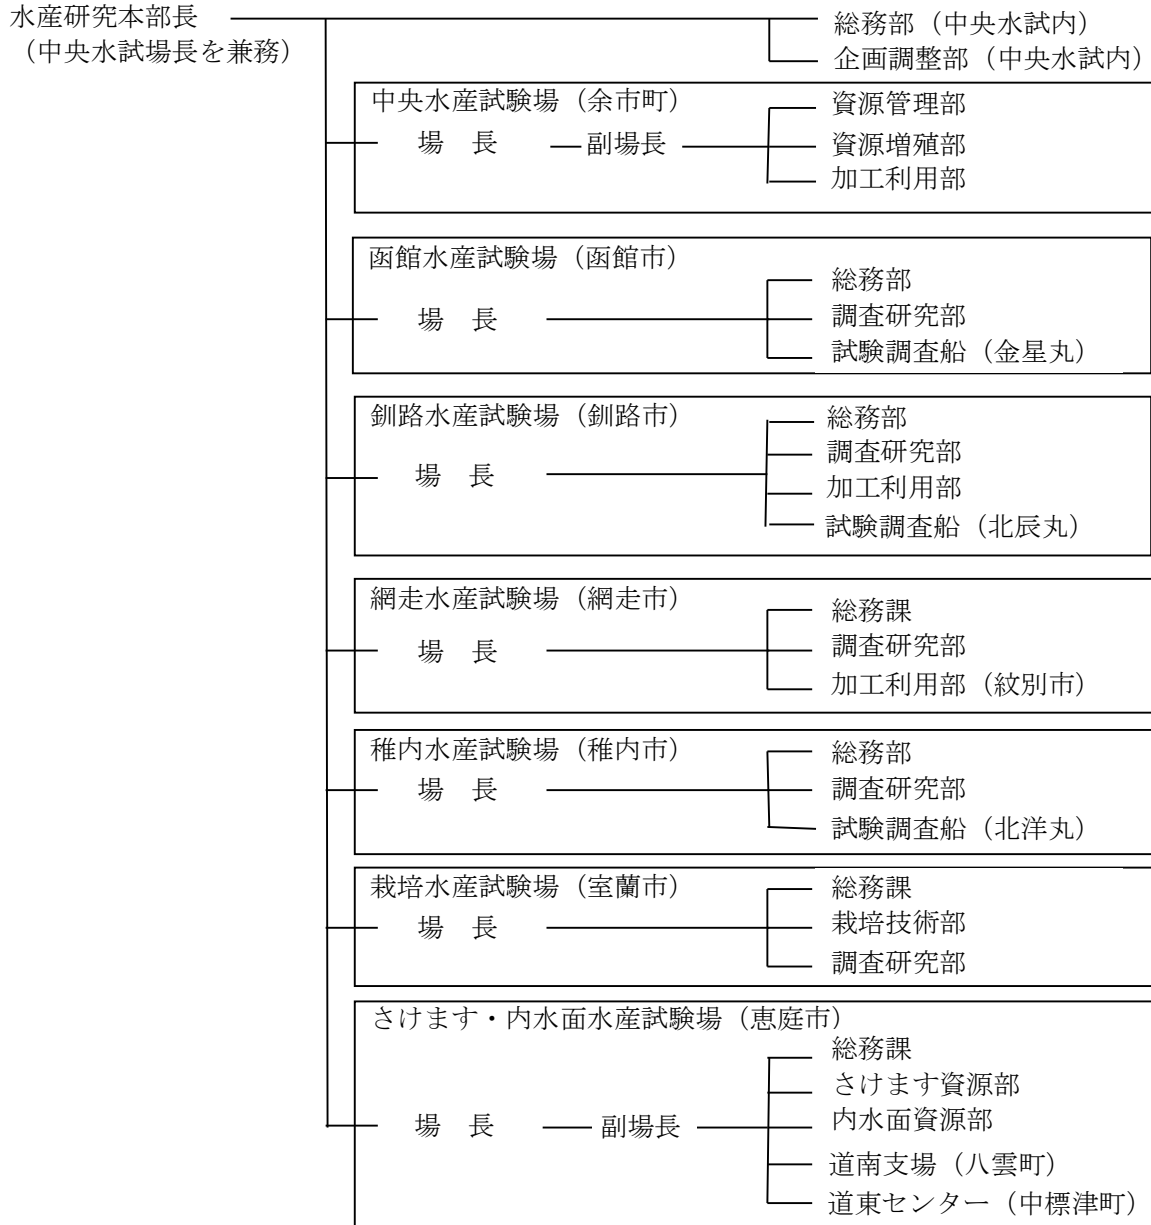 水産研究本部長
（中央水試場長を兼務）
総務部（中央水試内）
企画調整部（中央水試内）
中央水産試験場（余市町）
場　長
副場長
資源管理部
資源増殖部
加工利用部
函館水産試験場（函館市）
場　長
総務部
調査研究部
試験調査船（金星丸）
釧路水産試験場（釧路市）
場　長
総務部
調査研究部
加工利用部
試験調査船（北辰丸）
網走水産試験場（網走市）
場　長
総務課
調査研究部
加工利用部（紋別市）
稚内水産試験場（稚内市）
場　長
総務部
調査研究部
試験調査船（北洋丸）
栽培水産試験場（室蘭市）
場　長
総務課
栽培技術部
調査研究部
さけます・内水面水産試験場（恵庭市）
場　長
副場長
総務課
さけます資源部
内水面資源部
道南支場（八雲町）
道東センター（中標津町）